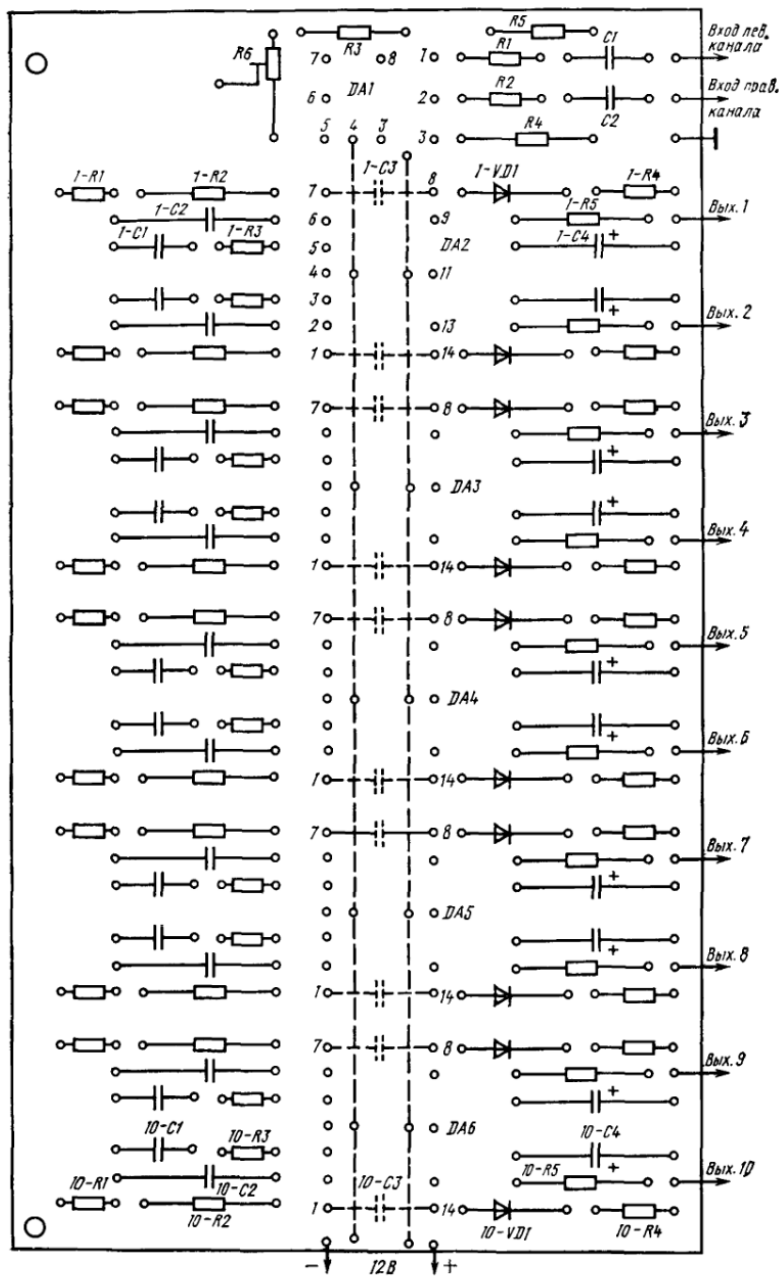 R5
R6 R3 7 8 1 R1 C1 Вход лев. канала
DA1
6 2 R2 C2 Вход прав. канала
5 4 3 3 R4
1-R1 1-R2 7 1-C3 8 1-VD1 1-R4
1-C2 6 9 1-R5 Вых. 1
1-C1 1-R3 5 DA2 1-C4 +
4 11
3 +
2 13 Вых. 2
1 14
7 8
Вых. 3
+
DA3
+
Вых. 4
1 14
7 8
Вых. 5
+
DA4
+
Вых. 6
1 14
7 8
Вых. 7
+
DA5
+
Вых. 8
1 14
7 8
Вых. 9
+
DA6
10-C1 10-R3 10-C4 +
10-R1 10-C2 10-C3 10-R5 Вых. 10
10-R2 1 14 10-VD1 10-R4
− 12В +